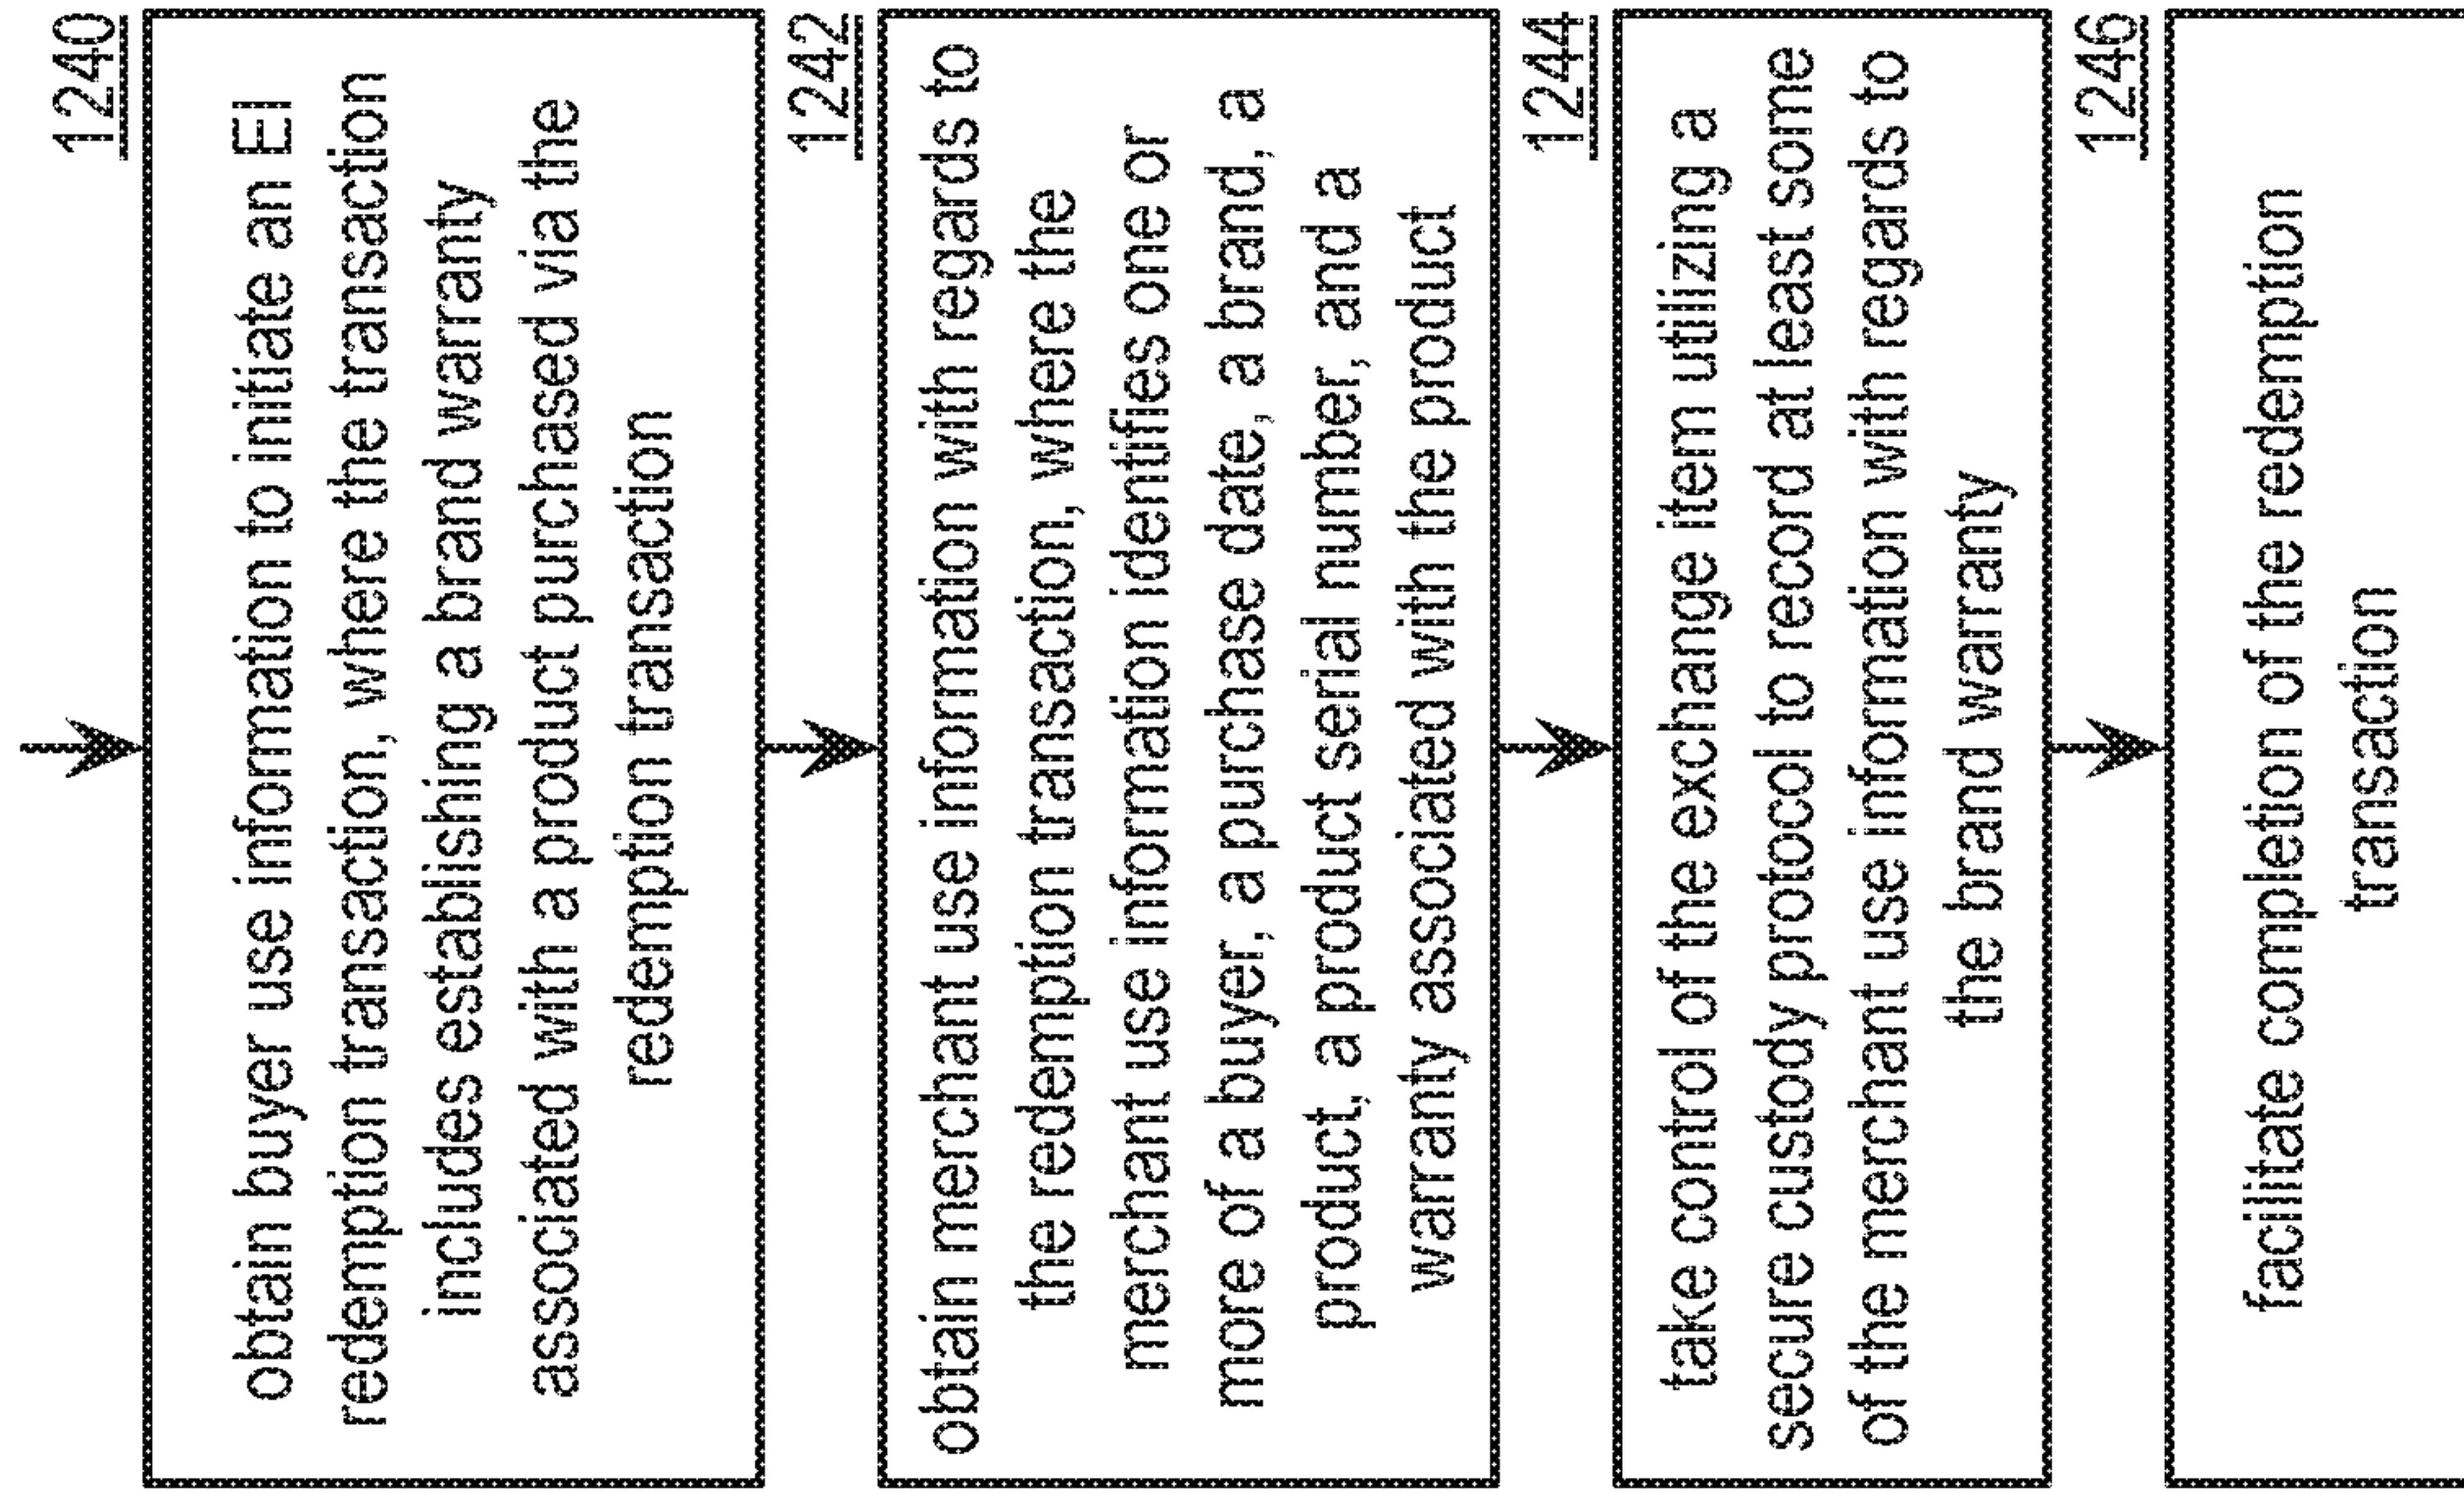 1240
obtain buyer use information to initiate an EI
redemption transaction, where the transaction
includes establishing a brand warranty
associated with a product purchased via the
redemption transaction
1242
obtain merchant use information with regards to
the redemption transaction, where the
merchant use information identifies one or
more of a buyer, a purchase date, a brand, a
product, a product serial number, and a
warranty associated with the product
1244
take control of the exchange item utilizing a
secure custody protocol to record at least some
of the merchant use information with regards to
the brand warranty
1246
facilitate completion of the redemption
transaction